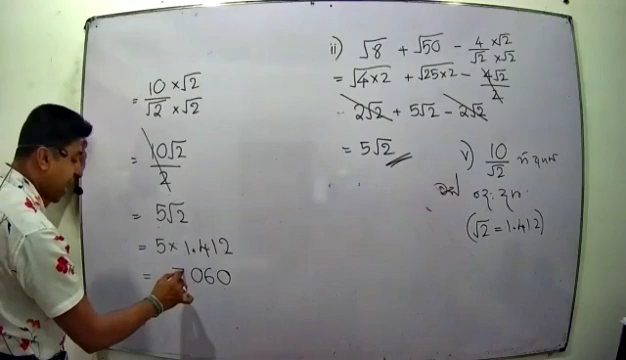 = 10 ×√2 / √2 ×√2
= 10√2 / 2
= 5√2
= 5×1.412
= 7060
ii) √8 + √50 - 4 ×√2 / √2 ×√2
= √4×2 + √25×2 - 4√2 / 2
2√2 + 5√2 - 2√2
= 5√2
v) 10 / √2
(√2 = 1.412)